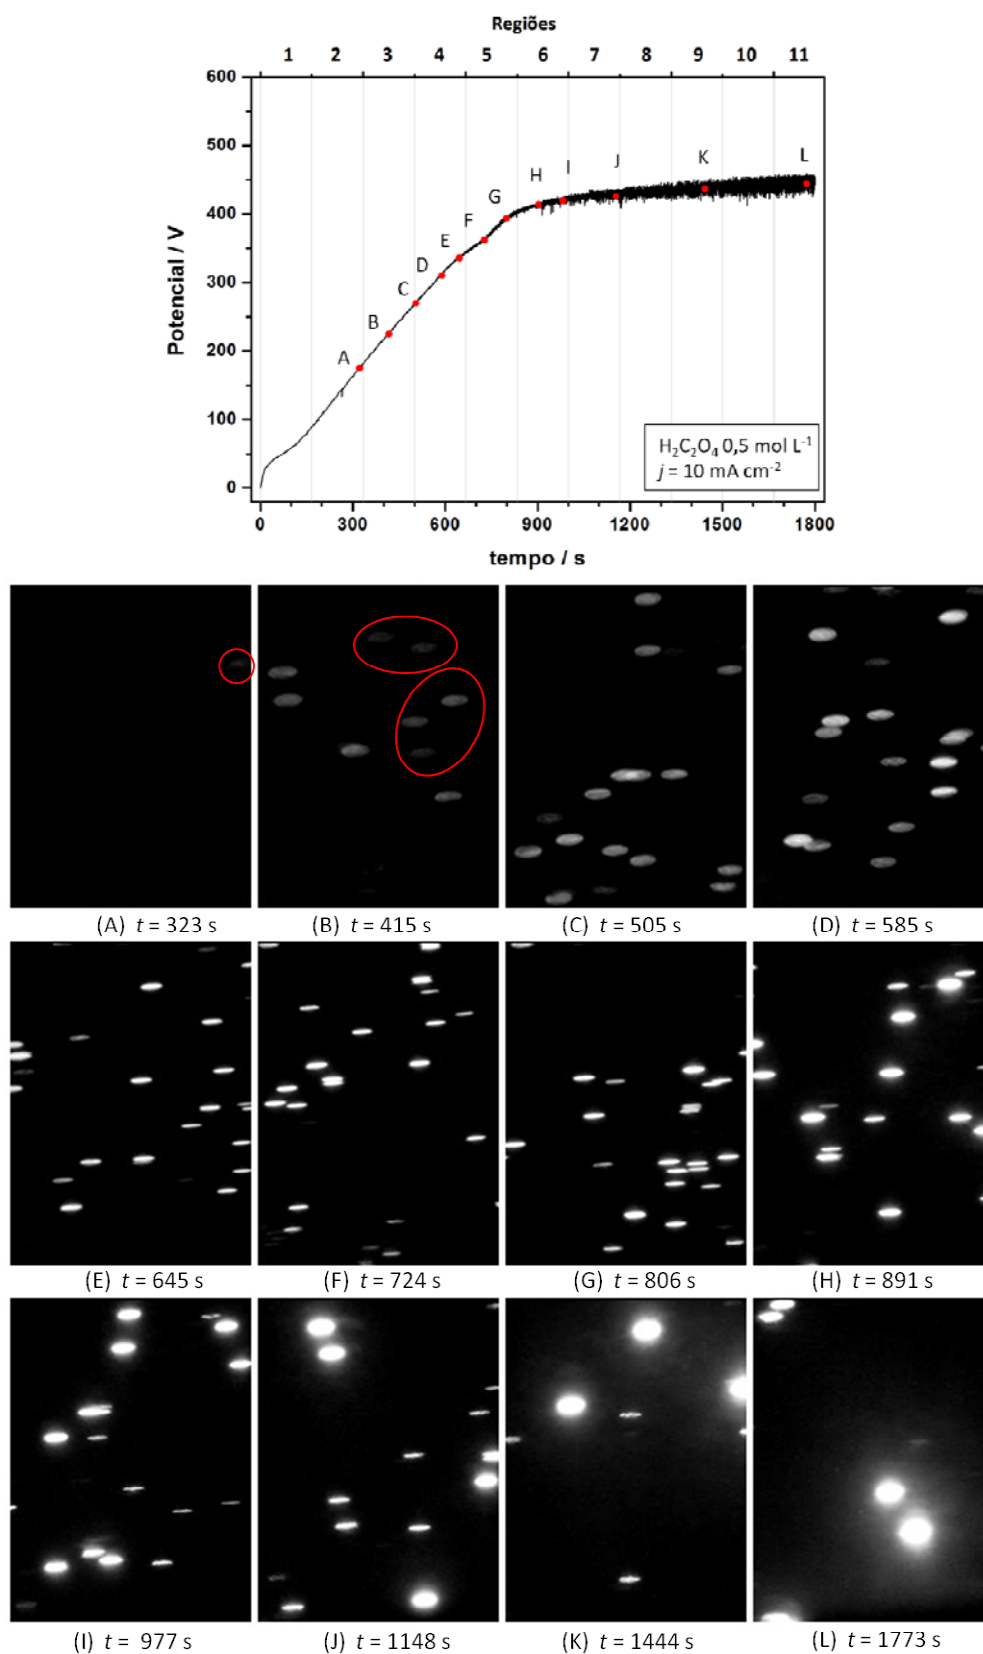 Regiões
1 2 3 4 5 6 7 8 9 10 11
600
500
400
300
200
100
0
Potencial / V
A
B
C
D
E
F
G
H
I
J
K
L
H₂C₂O₄ 0,5 mol L⁻¹
j = 10 mA cm⁻²
0 300 600 900 1200 1500 1800
tempo / s
(A) t = 323 s
(B) t = 415 s
(C) t = 505 s
(D) t = 585 s
(E) t = 645 s
(F) t = 724 s
(G) t = 806 s
(H) t = 891 s
(I) t = 977 s
(J) t = 1148 s
(K) t = 1444 s
(L) t = 1773 s